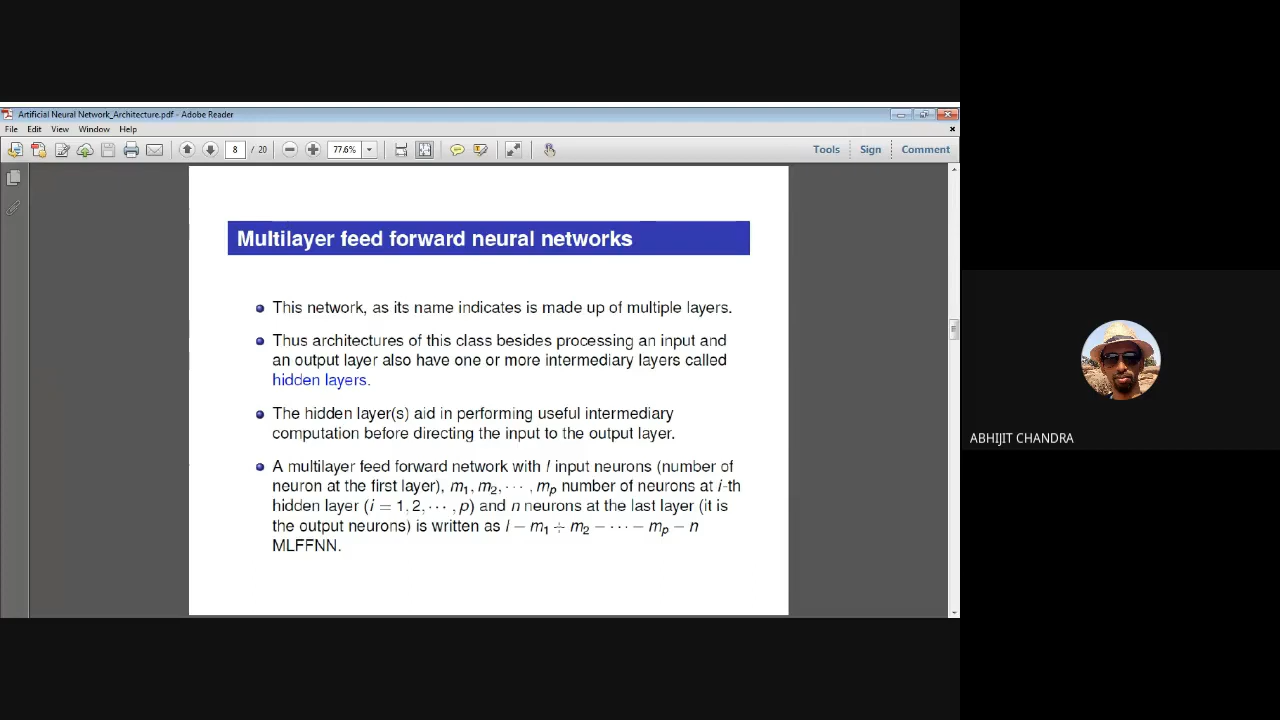 Artificial Neural Network_Architecture.pdf - Adobe Reader
File Edit View Window Help
8 / 20 77.6% Tools Sign Comment
Multilayer feed forward neural networks
This network, as its name indicates is made up of multiple layers.
Thus architectures of this class besides processing an input and
an output layer also have one or more intermediary layers called
hidden layers.
The hidden layer(s) aid in performing useful intermediary
computation before directing the input to the output layer.
A multilayer feed forward network with l input neurons (number of
neuron at the first layer), m₁, m₂, ⋯ , mₚ number of neurons at i-th
hidden layer (i = 1, 2, ⋯ , p) and n neurons at the last layer (it is
the output neurons) is written as l − m₁ − m₂ − ⋯ − mₚ − n
MLFFNN.
ABHIJIT CHANDRA